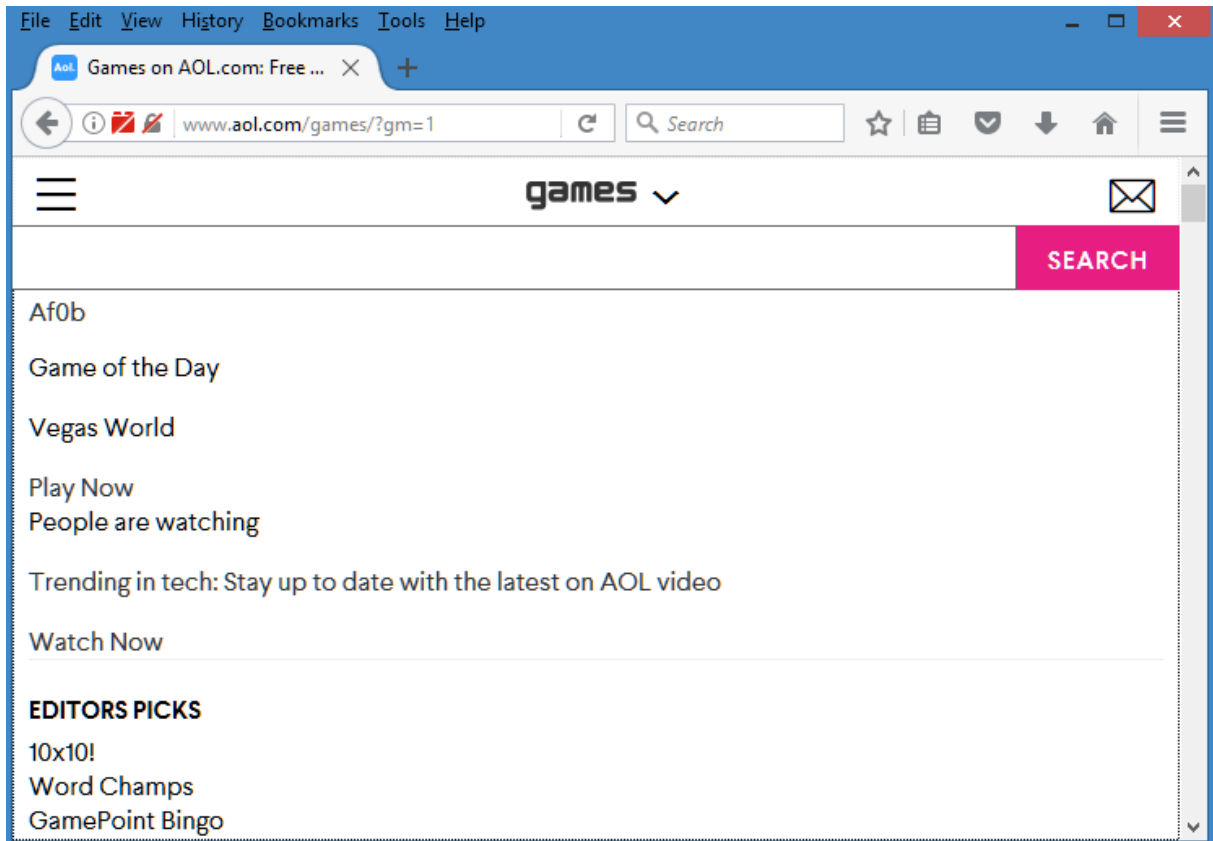 File Edit View History Bookmarks Tools Help
Aol. Games on AOL.com: Free ...
www.aol.com/games/?gm=1 Search
games
SEARCH
Af0b
Game of the Day
Vegas World
Play Now
People are watching
Trending in tech: Stay up to date with the latest on AOL video
Watch Now
EDITORS PICKS
10x10!
Word Champs
GamePoint Bingo